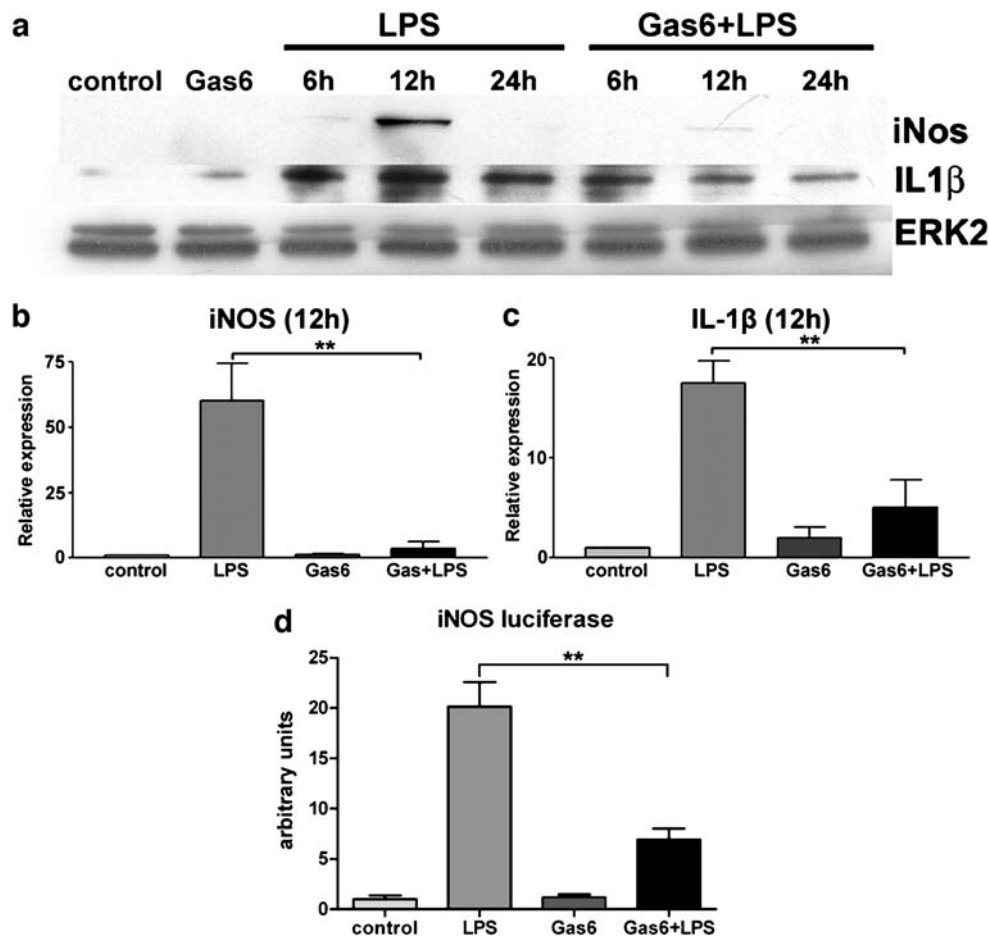 a
LPS Gas6+LPS
control Gas6 6h 12h 24h 6h 12h 24h
iNos
IL1β
ERK2
b
iNOS (12h)
**
Relative expression
75
50
25
0
control LPS Gas6 Gas+LPS
c
IL-1β (12h)
**
Relative expression
20
10
0
control LPS Gas6 Gas6+LPS
d
iNOS luciferase
**
arbitrary units
25
20
15
10
5
0
control LPS Gas6 Gas6+LPS